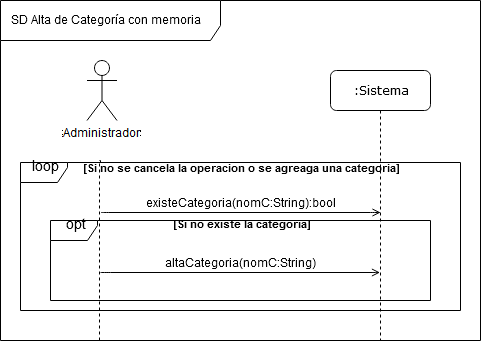 SD Alta de Categoría con memoria
:Administrador
:Sistema
loop
[Si no se cancela la operacion o se agreaga una categoria]
existeCategoria(nomC:String):bool
opt
[Si no existe la categoria]
altaCategoria(nomC:String)